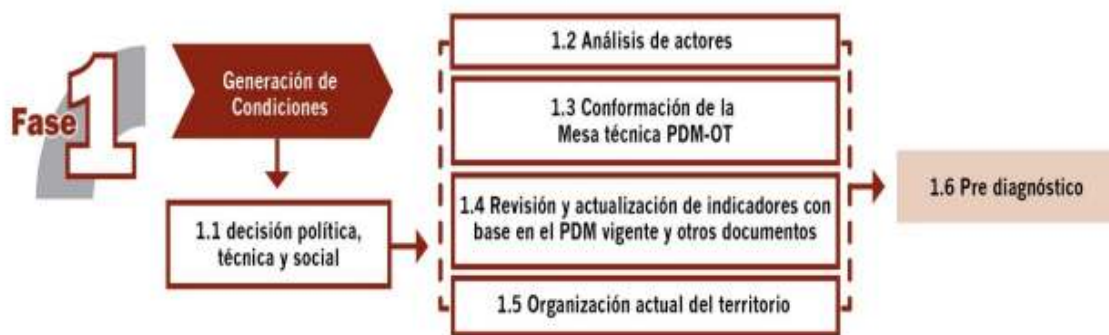 Fase 1
Generación de
Condiciones
1.1 decisión política,
técnica y social
1.2 Análisis de actores
1.3 Conformación de la
Mesa técnica PDM-OT
1.4 Revisión y actualización de indicadores con
base en el PDM vigente y otros documentos
1.5 Organización actual del territorio
1.6 Pre diagnóstico